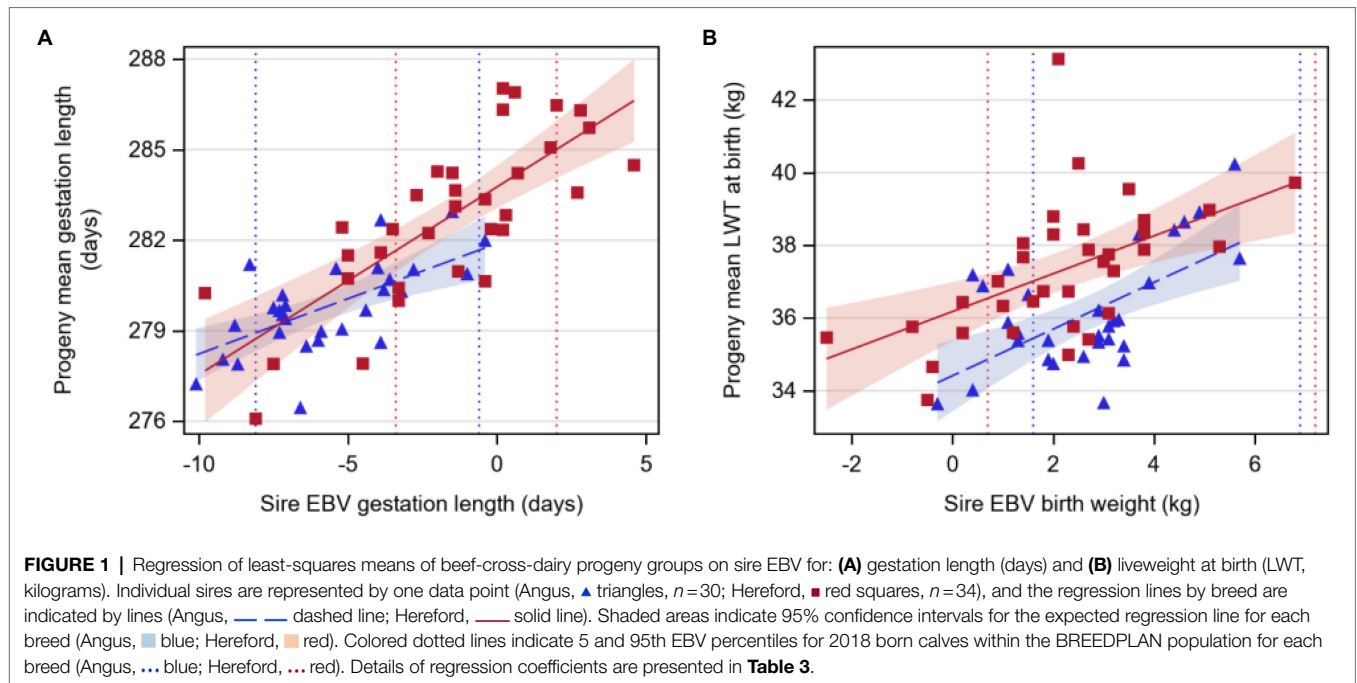 A
B
288
285
282
279
276
Progeny mean gestation length
(days)
-10
-5
0
5
Sire EBV gestation length (days)
42
40
38
36
34
Progeny mean LWT at birth (kg)
-2
0
2
4
6
Sire EBV birth weight (kg)
FIGURE 1 | Regression of least-squares means of beef-cross-dairy progeny groups on sire EBV for: (A) gestation length (days) and (B) liveweight at birth (LWT,
kilograms). Individual sires are represented by one data point (Angus, ▲ triangles, n=30; Hereford, ■ red squares, n=34), and the regression lines by breed are
indicated by lines (Angus, — — dashed line; Hereford, —— solid line). Shaded areas indicate 95% confidence intervals for the expected regression line for each
breed (Angus, ■ blue; Hereford, ■ red). Colored dotted lines indicate 5 and 95th EBV percentiles for 2018 born calves within the BREEDPLAN population for each
breed (Angus, ••• blue; Hereford, ••• red). Details of regression coefficients are presented in Table 3.